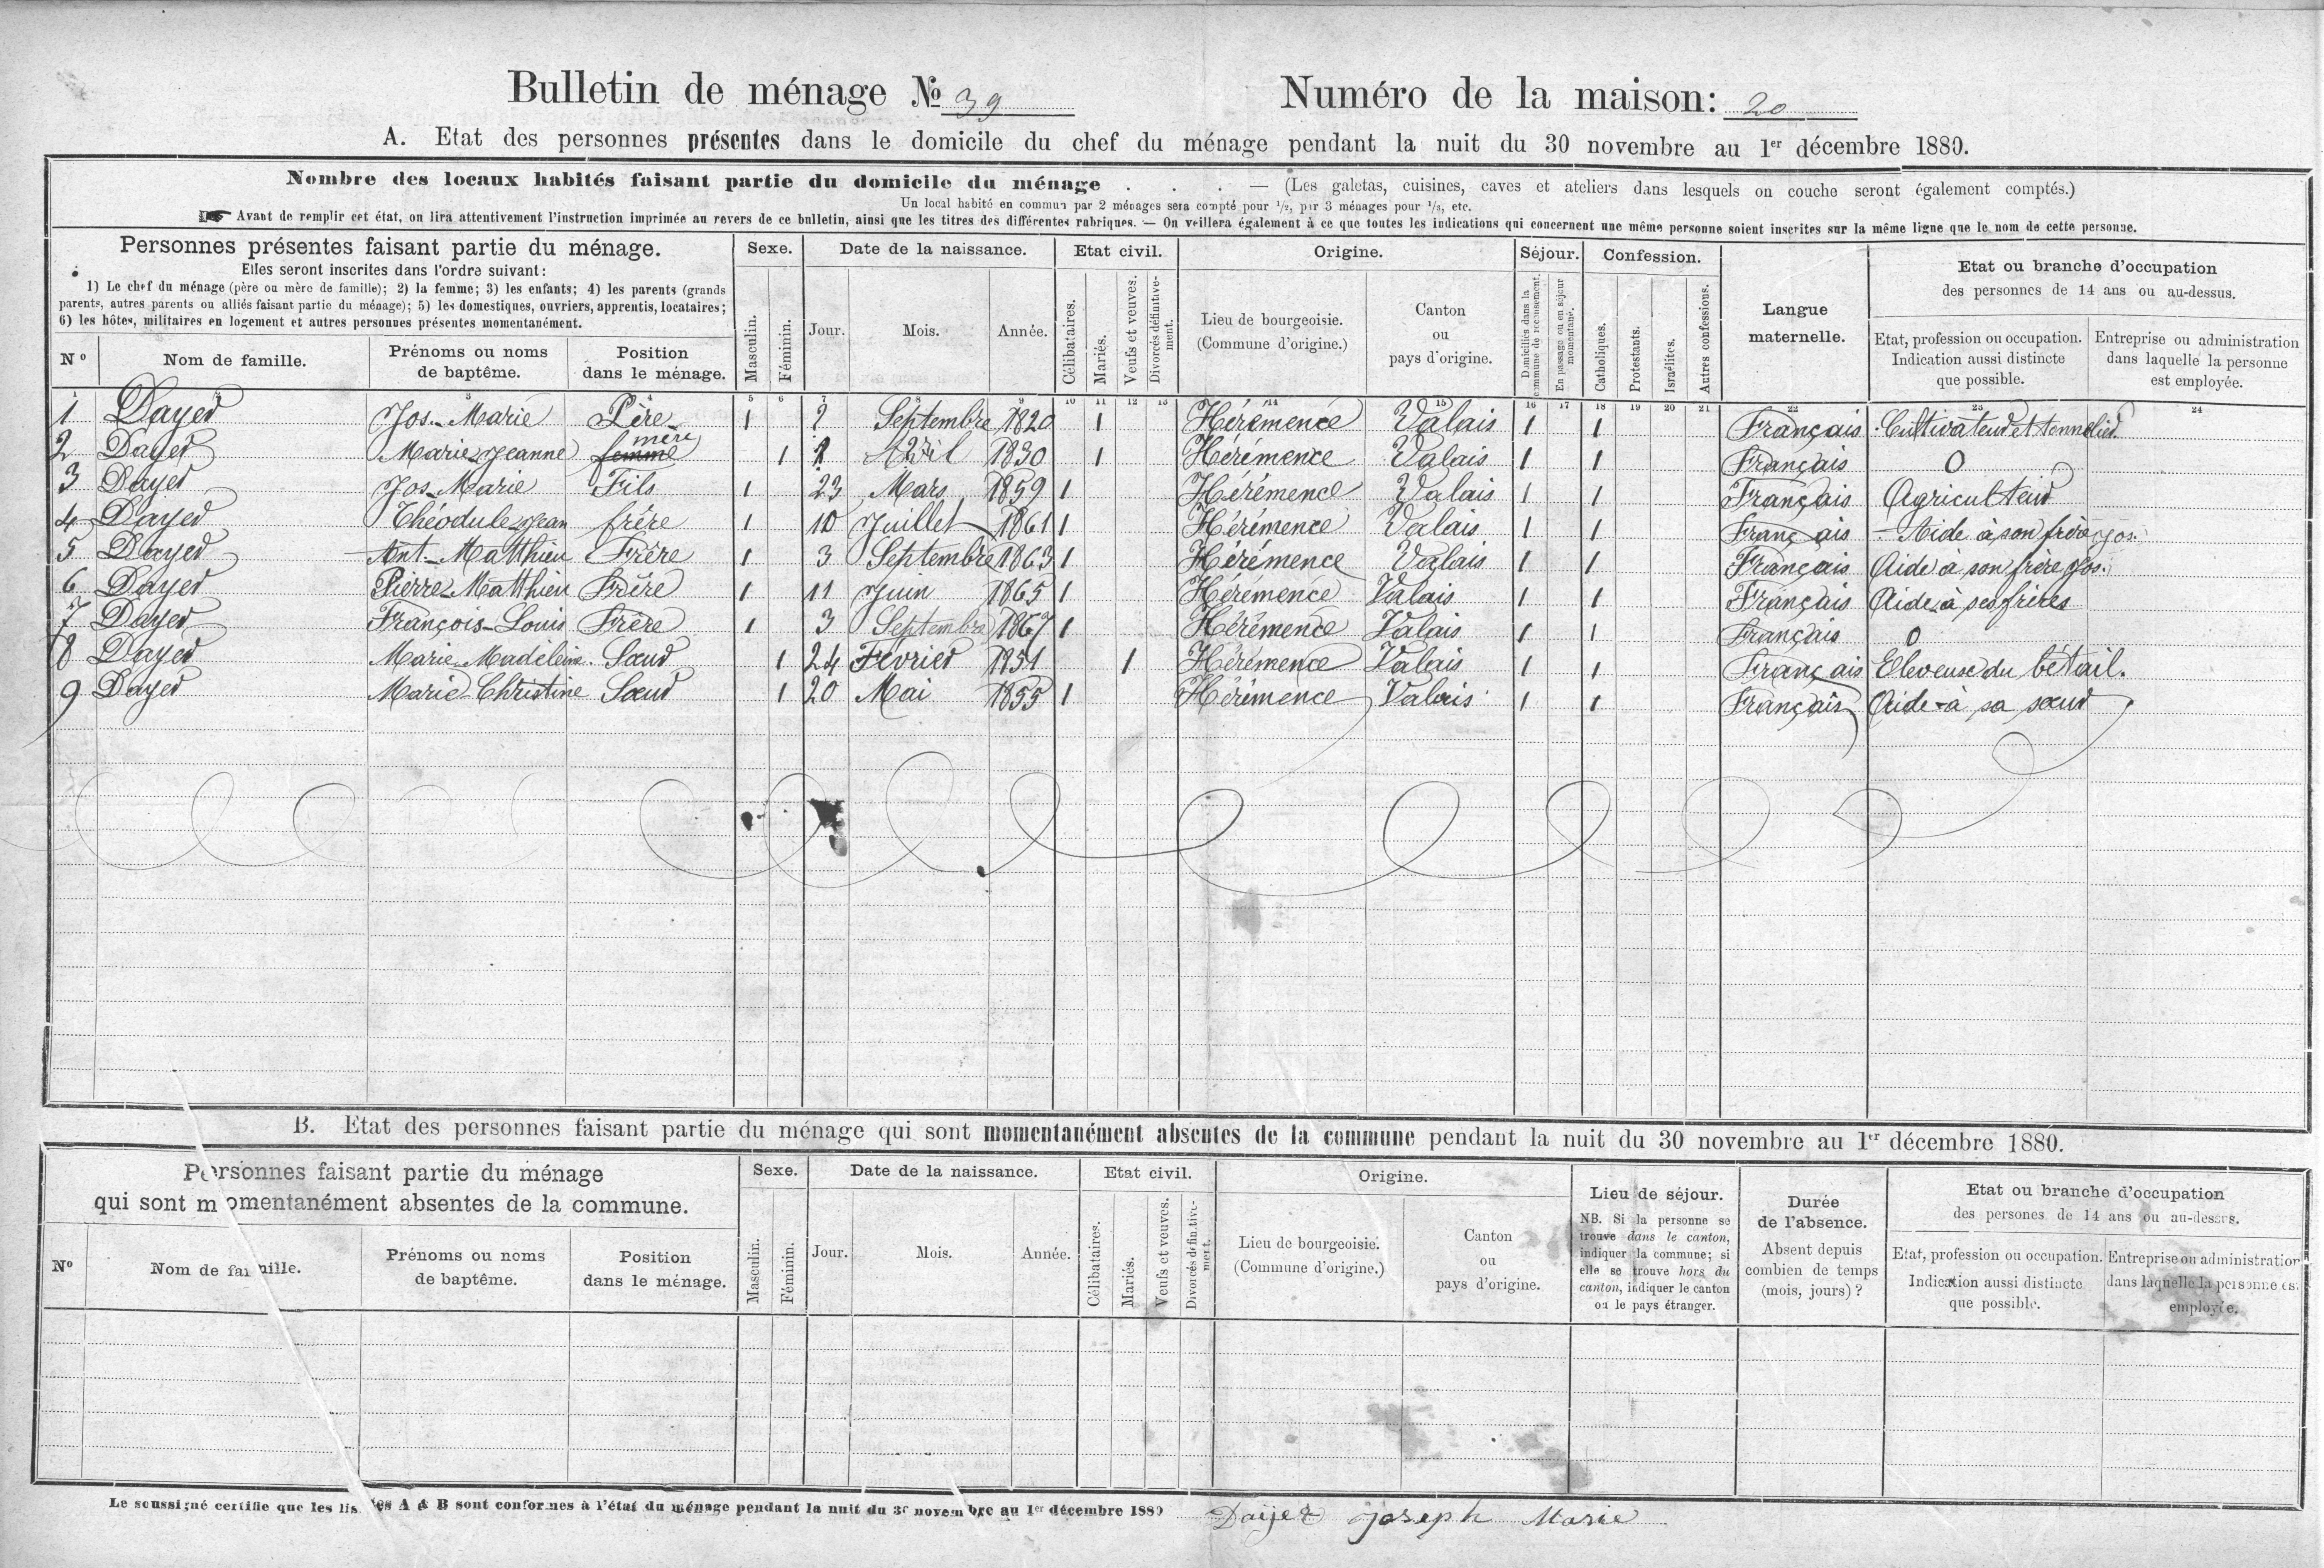 Bulletin de ménage № 39
Numéro de la maison: 20
A. Etat des personnes présentes dans le domicile du chef du ménage pendant la nuit du 30 novembre au 1er décembre 1880.
Nombre des locaux habités faisant partie du domicile du ménage . . . — (Les galetas, cuisines, caves et ateliers dans lesquels on couche seront également comptés.)
Un local habité en commun par 2 ménages sera compté pour 1/2, par 3 ménages pour 1/3, etc.
Avant de remplir cet état, on lira attentivement l'instruction imprimée au revers de ce bulletin, ainsi que les titres des différentes rubriques. — On veillera également à ce que toutes les indications qui concernent une même personne soient inscrites sur la même ligne que le nom de cette personne.
Personnes présentes faisant partie du ménage.
Elles seront inscrites dans l'ordre suivant:
1) Le chef du ménage (père ou mère de famille); 2) la femme; 3) les enfants; 4) les parents (grands
parents, autres parents ou alliés faisant partie du ménage); 5) les domestiques, ouvriers, apprentis, locataires;
6) les hôtes, militaires en logement et autres personnes présentes momentanément.
Nº
Nom de famille.
Prénoms ou noms
de baptême.
Position
dans le ménage.
Sexe.
Masculin.
Féminin.
Date de la naissance.
Jour.
Mois.
Année.
Etat civil.
Célibataires.
Mariés.
Veufs et veuves.
Divorcés définitive-
ment.
Origine.
Lieu de bourgeoisie.
(Commune d'origine.)
Canton
ou
pays d'origine.
Séjour.
Domiciliés dans la
commune de recensement.
En passage ou en séjour
momentané.
Confession.
Catholiques.
Protestants.
Israélites.
Autres confessions.
Langue
maternelle.
Etat ou branche d'occupation
des personnes de 14 ans ou au-dessus.
Etat, profession ou occupation.
Indication aussi distincte
que possible.
Entreprise ou administration
dans laquelle la personne
est employée.
1 2 3 4 5 6 7 8 9 10 11 12 13 14 15 16 17 18 19 20 21 22 23 24
1 Dayer Jos. Marie Père 1 Septembre 1820 1 Hérémence Valais 1 1 Français Cultivateur et tonnelier
2 Dayer Marie Jeanne femme mère 1 Avril 1830 1 Hérémence Valais 1 1 Français 0
3 Dayer Jos Marie Fils 1 23 Mars 1859 1 Hérémence Valais 1 1 Français Agriculteur
4 Dayer Théodule Jean frère 1 10 Juillet 1861 1 Hérémence Valais 1 1 Français Aide à son frère Jos.
5 Dayer Ant. Matthieu Frère 1 3 Septembre 1863 1 Hérémence Valais 1 1 Français Aide à son frère Jos.
6 Dayer Pierre Matthieu Frère 1 11 Juin 1865 1 Hérémence Valais 1 1 Français Aide à ses frères
7 Dayer François-Louis Frère 1 3 Septembre 1867 1 Hérémence Valais 1 1 Français 0
8 Dayer Marie Madeleine Sœur 1 24 Fevrier 1851 1 Hérémence Valais 1 1 Français Eleveuse du bétail.
9 Dayer Marie Christine Sœur 1 20 Mai 1855 1 Hérémence Valais 1 1 Français Aide à sa sœur
B. Etat des personnes faisant partie du ménage qui sont momentanément absentes de la commune pendant la nuit du 30 novembre au 1er décembre 1880.
Personnes faisant partie du ménage
qui sont momentanément absentes de la commune.
Nº
Nom de famille.
Prénoms ou noms
de baptême.
Position
dans le ménage.
Sexe.
Masculin.
Féminin.
Date de la naissance.
Jour.
Mois.
Année.
Etat civil.
Célibataires.
Mariés.
Veufs et veuves.
Divorcés définitive-
ment.
Origine.
Lieu de bourgeoisie.
(Commune d'origine.)
Canton
ou
pays d'origine.
Lieu de séjour.
NB. Si la personne se
trouve dans le canton,
indiquer la commune; si
elle se trouve hors du
canton, indiquer le canton
ou le pays étranger.
Durée
de l'absence.
Absent depuis
combien de temps
(mois, jours)?
Etat ou branche d'occupation
des persones de 14 ans ou au-dessus.
Etat, profession ou occupation.
Indication aussi distincte
que possible.
Entreprise ou administration
dans laquelle la personne es.
employée.
Le soussigné certifie que les listes A & B sont conformes à l'état du ménage pendant la nuit du 30 novembre au 1er décembre 1880 Dayer Joseph Marie